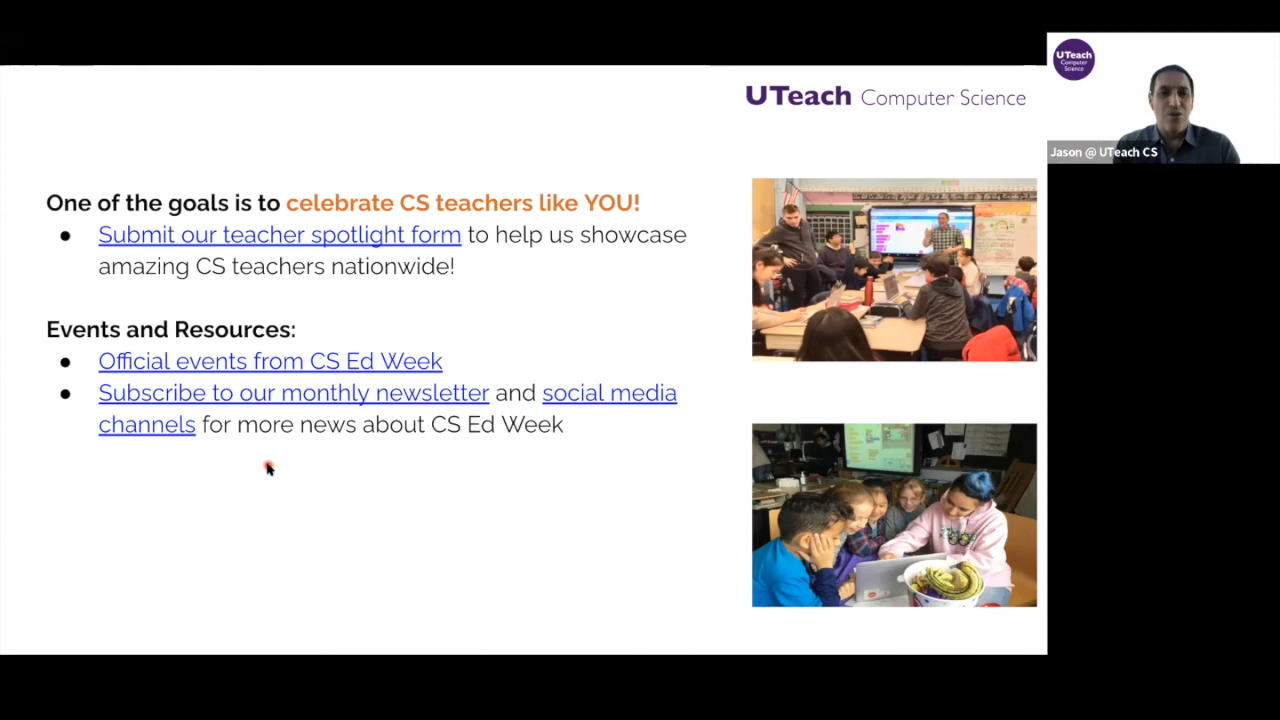 UTeach Computer Science
UTeach
Computer
Science
Jason @ UTeach CS
One of the goals is to celebrate CS teachers like YOU!
● Submit our teacher spotlight form to help us showcase
amazing CS teachers nationwide!
Events and Resources:
● Official events from CS Ed Week
● Subscribe to our monthly newsletter and social media
channels for more news about CS Ed Week